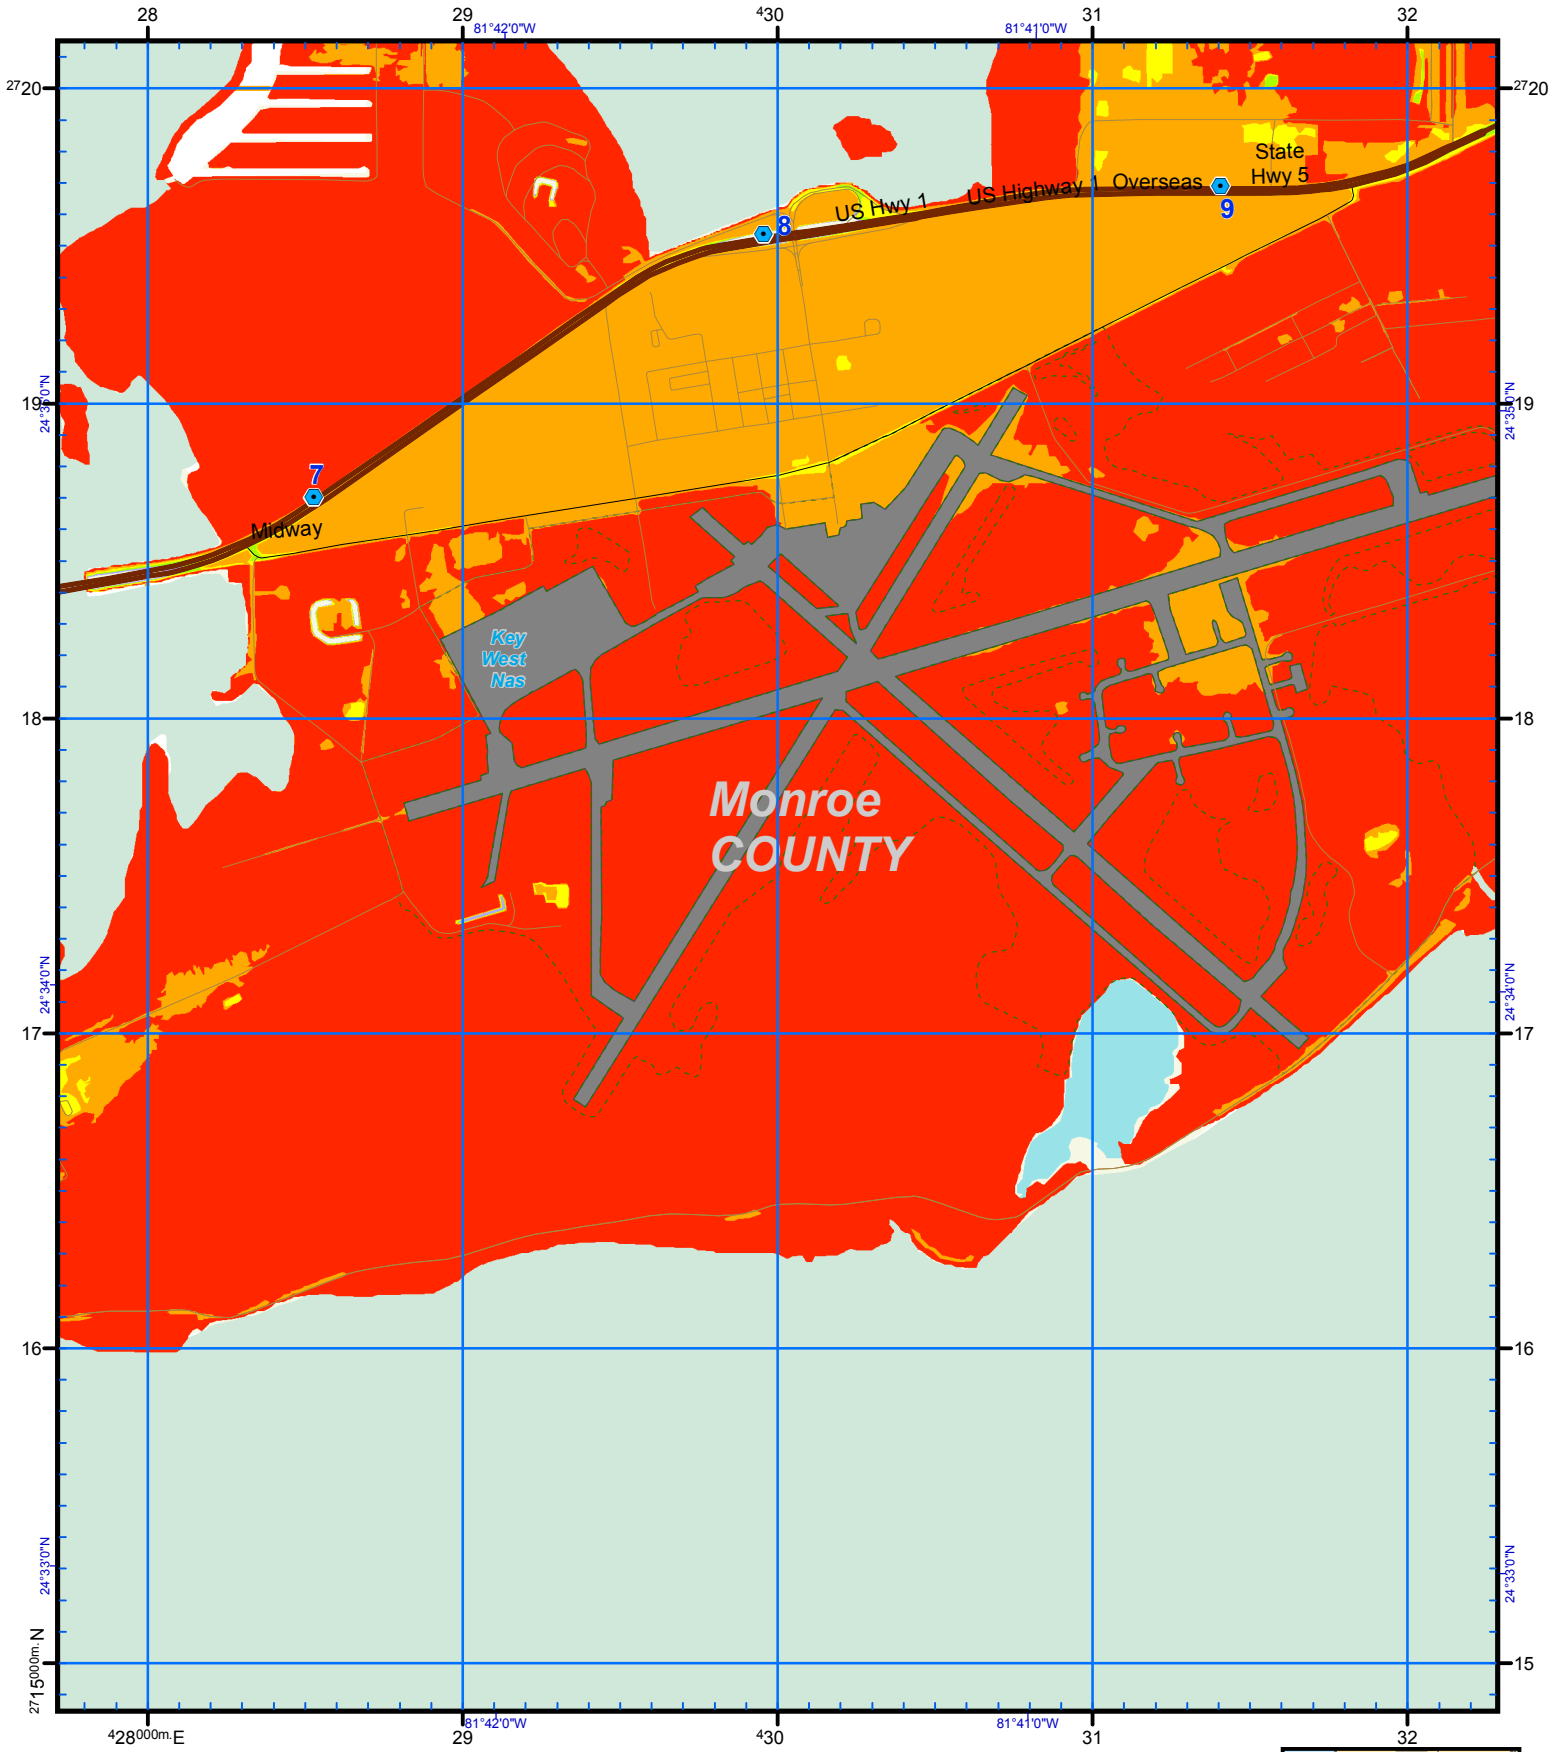 28 29 430 31 32
81°42'0"W 81°41'0"W
2720 2720
State
Hwy 5
Overseas
US Highway 1
US Hwy 1
9
8
19 19
24°35'0"N 24°35'0"N
7
Midway
Key
West
Nas
18 18
Monroe
COUNTY
24°34'0"N 24°34'0"N
17 17
16 16
24°33'0"N 24°33'0"N
2715000m. N 15
81°42'0"W 81°41'0"W
428000m. E 29 430 31 32